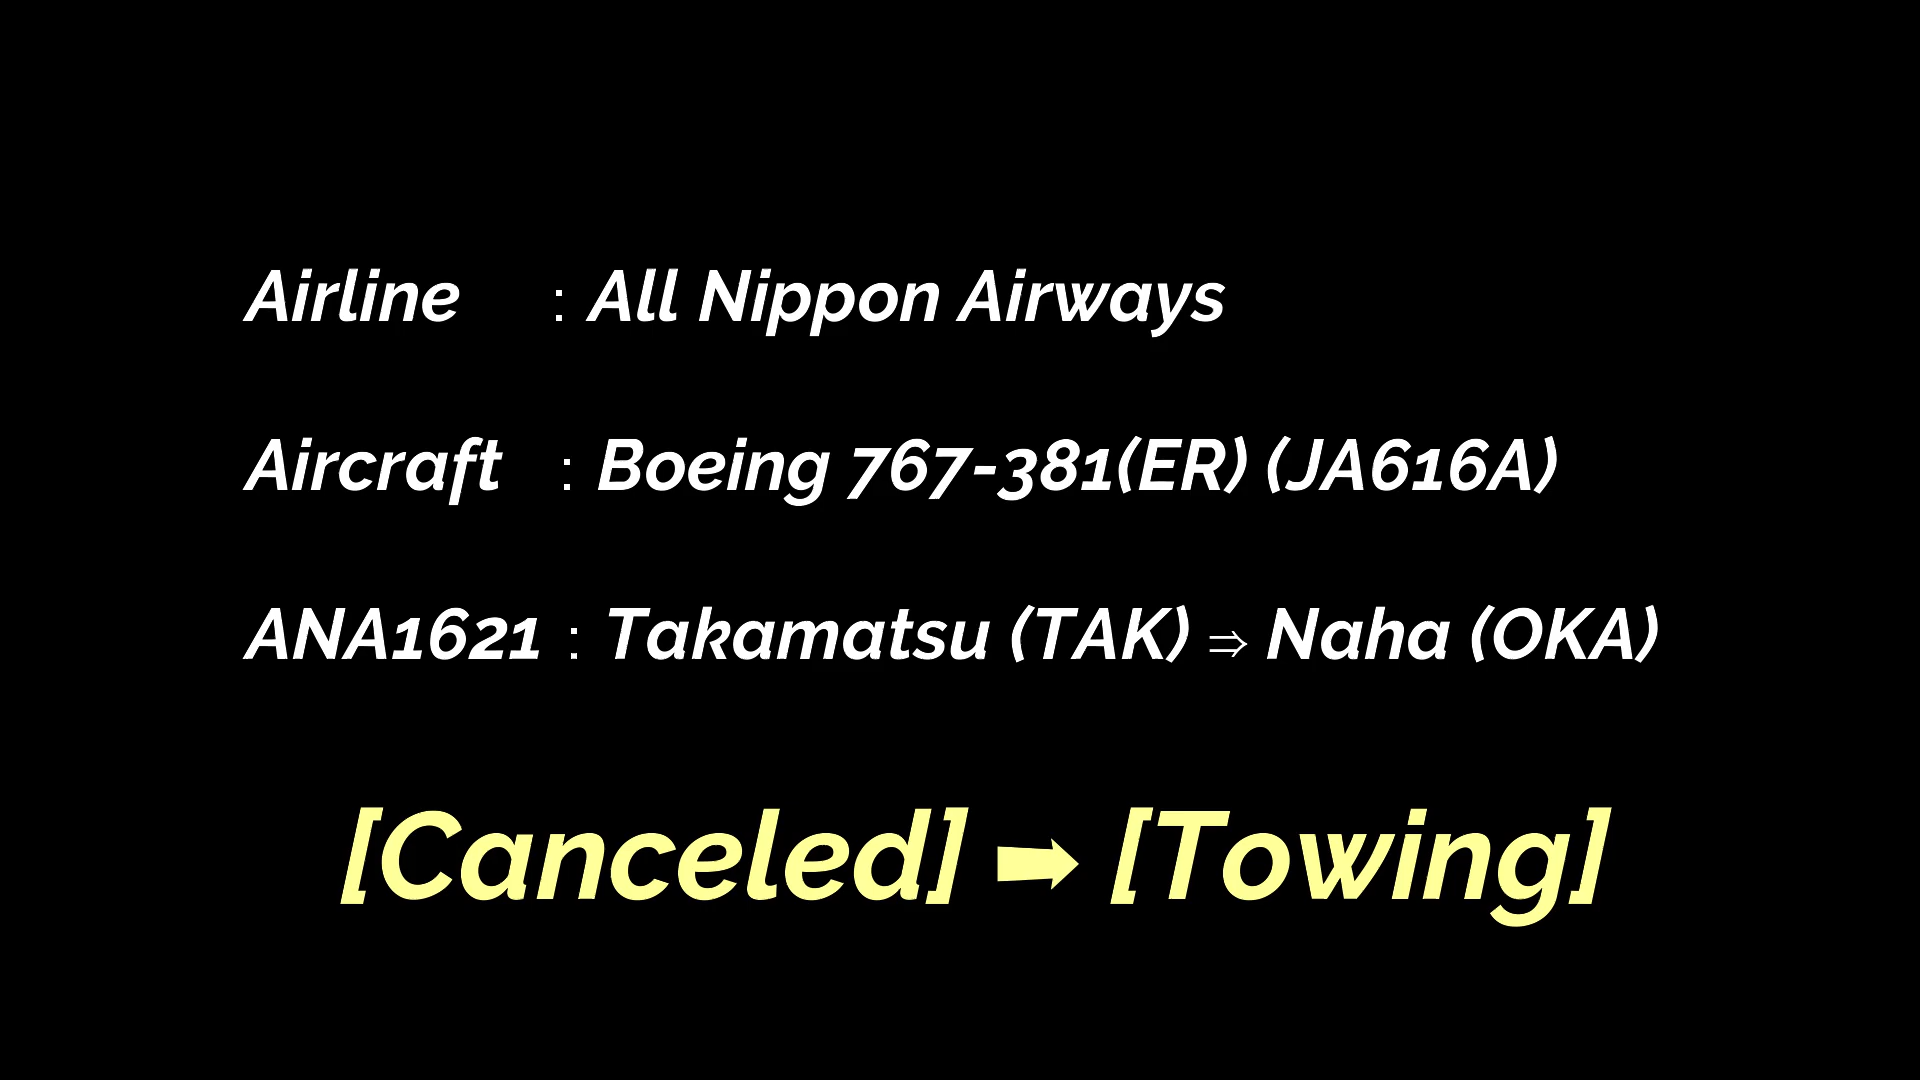 Airline : All Nippon Airways
Aircraft : Boeing 767-381(ER) (JA616A)
ANA1621 : Takamatsu (TAK) ⇒ Naha (OKA)
[Canceled] ➡ [Towing]